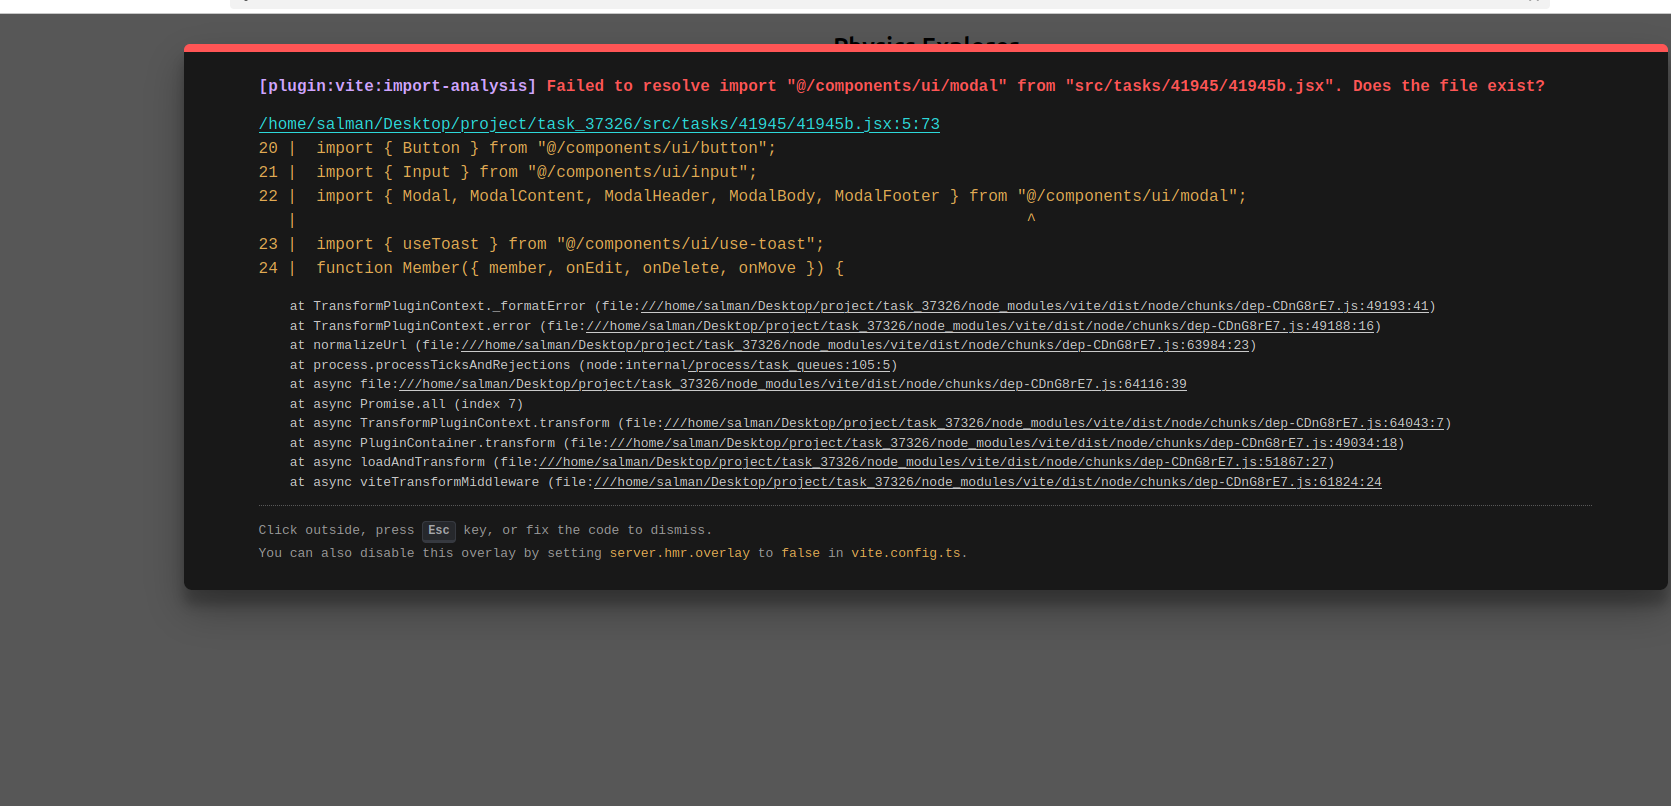 Physics Explores
[plugin:vite:import-analysis] Failed to resolve import "@/components/ui/modal" from "src/tasks/41945/41945b.jsx". Does the file exist?
/home/salman/Desktop/project/task_37326/src/tasks/41945/41945b.jsx:5:73
20 |  import { Button } from "@/components/ui/button";
21 |  import { Input } from "@/components/ui/input";
22 |  import { Modal, ModalContent, ModalHeader, ModalBody, ModalFooter } from "@/components/ui/modal";
   |                                                                            ^
23 |  import { useToast } from "@/components/ui/use-toast";
24 |  function Member({ member, onEdit, onDelete, onMove }) {
at TransformPluginContext._formatError (file:///home/salman/Desktop/project/task_37326/node_modules/vite/dist/node/chunks/dep-CDnG8rE7.js:49193:41)
at TransformPluginContext.error (file:///home/salman/Desktop/project/task_37326/node_modules/vite/dist/node/chunks/dep-CDnG8rE7.js:49188:16)
at normalizeUrl (file:///home/salman/Desktop/project/task_37326/node_modules/vite/dist/node/chunks/dep-CDnG8rE7.js:63984:23)
at process.processTicksAndRejections (node:internal/process/task_queues:105:5)
at async file:///home/salman/Desktop/project/task_37326/node_modules/vite/dist/node/chunks/dep-CDnG8rE7.js:64116:39
at async Promise.all (index 7)
at async TransformPluginContext.transform (file:///home/salman/Desktop/project/task_37326/node_modules/vite/dist/node/chunks/dep-CDnG8rE7.js:64043:7)
at async PluginContainer.transform (file:///home/salman/Desktop/project/task_37326/node_modules/vite/dist/node/chunks/dep-CDnG8rE7.js:49034:18)
at async loadAndTransform (file:///home/salman/Desktop/project/task_37326/node_modules/vite/dist/node/chunks/dep-CDnG8rE7.js:51867:27)
at async viteTransformMiddleware (file:///home/salman/Desktop/project/task_37326/node_modules/vite/dist/node/chunks/dep-CDnG8rE7.js:61824:24
Click outside, press Esc key, or fix the code to dismiss.
You can also disable this overlay by setting server.hmr.overlay to false in vite.config.ts.